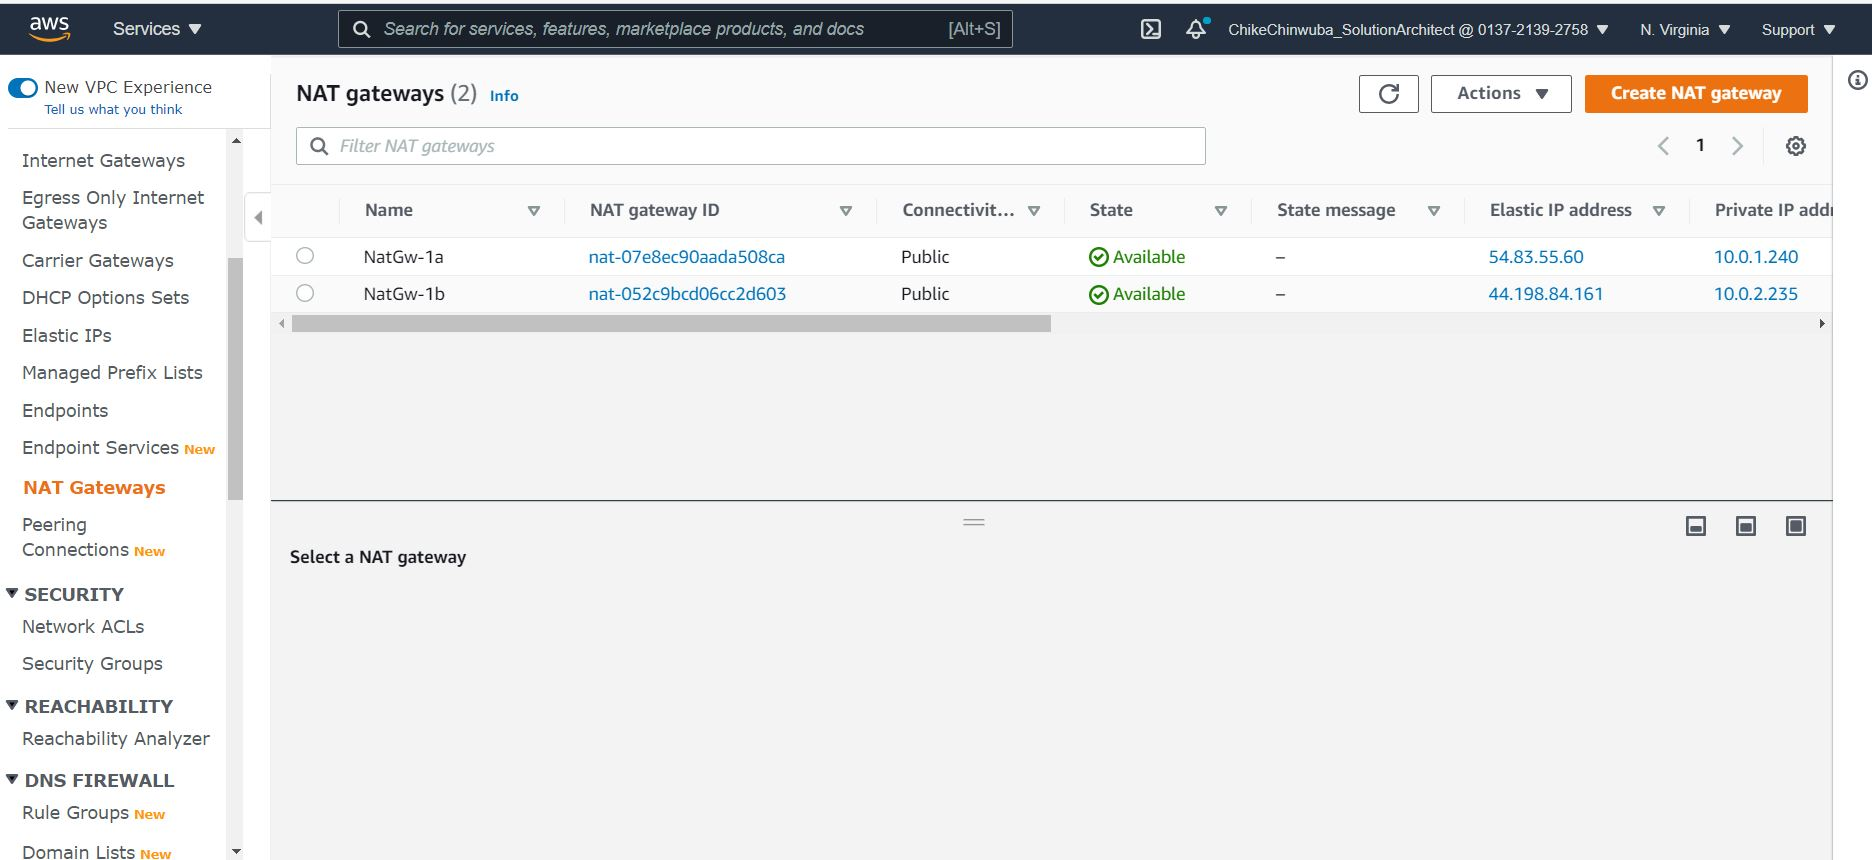 aws
Services
Search for services, features, marketplace products, and docs [Alt+S]
ChikeChinwuba_SolutionArchitect @ 0137-2139-2758
N. Virginia
Support
New VPC Experience
Tell us what you think
Internet Gateways
Egress Only Internet
Gateways
Carrier Gateways
DHCP Options Sets
Elastic IPs
Managed Prefix Lists
Endpoints
Endpoint Services New
NAT Gateways
Peering
Connections New
SECURITY
Network ACLs
Security Groups
REACHABILITY
Reachability Analyzer
DNS FIREWALL
Rule Groups New
Domain Lists New
NAT gateways (2) Info
Actions
Create NAT gateway
Filter NAT gateways
1
Name NAT gateway ID Connectivit... State State message Elastic IP address Private IP addr
NatGw-1a nat-07e8ec90aada508ca Public Available – 54.83.55.60 10.0.1.240
NatGw-1b nat-052c9bcd06cc2d603 Public Available – 44.198.84.161 10.0.2.235
Select a NAT gateway